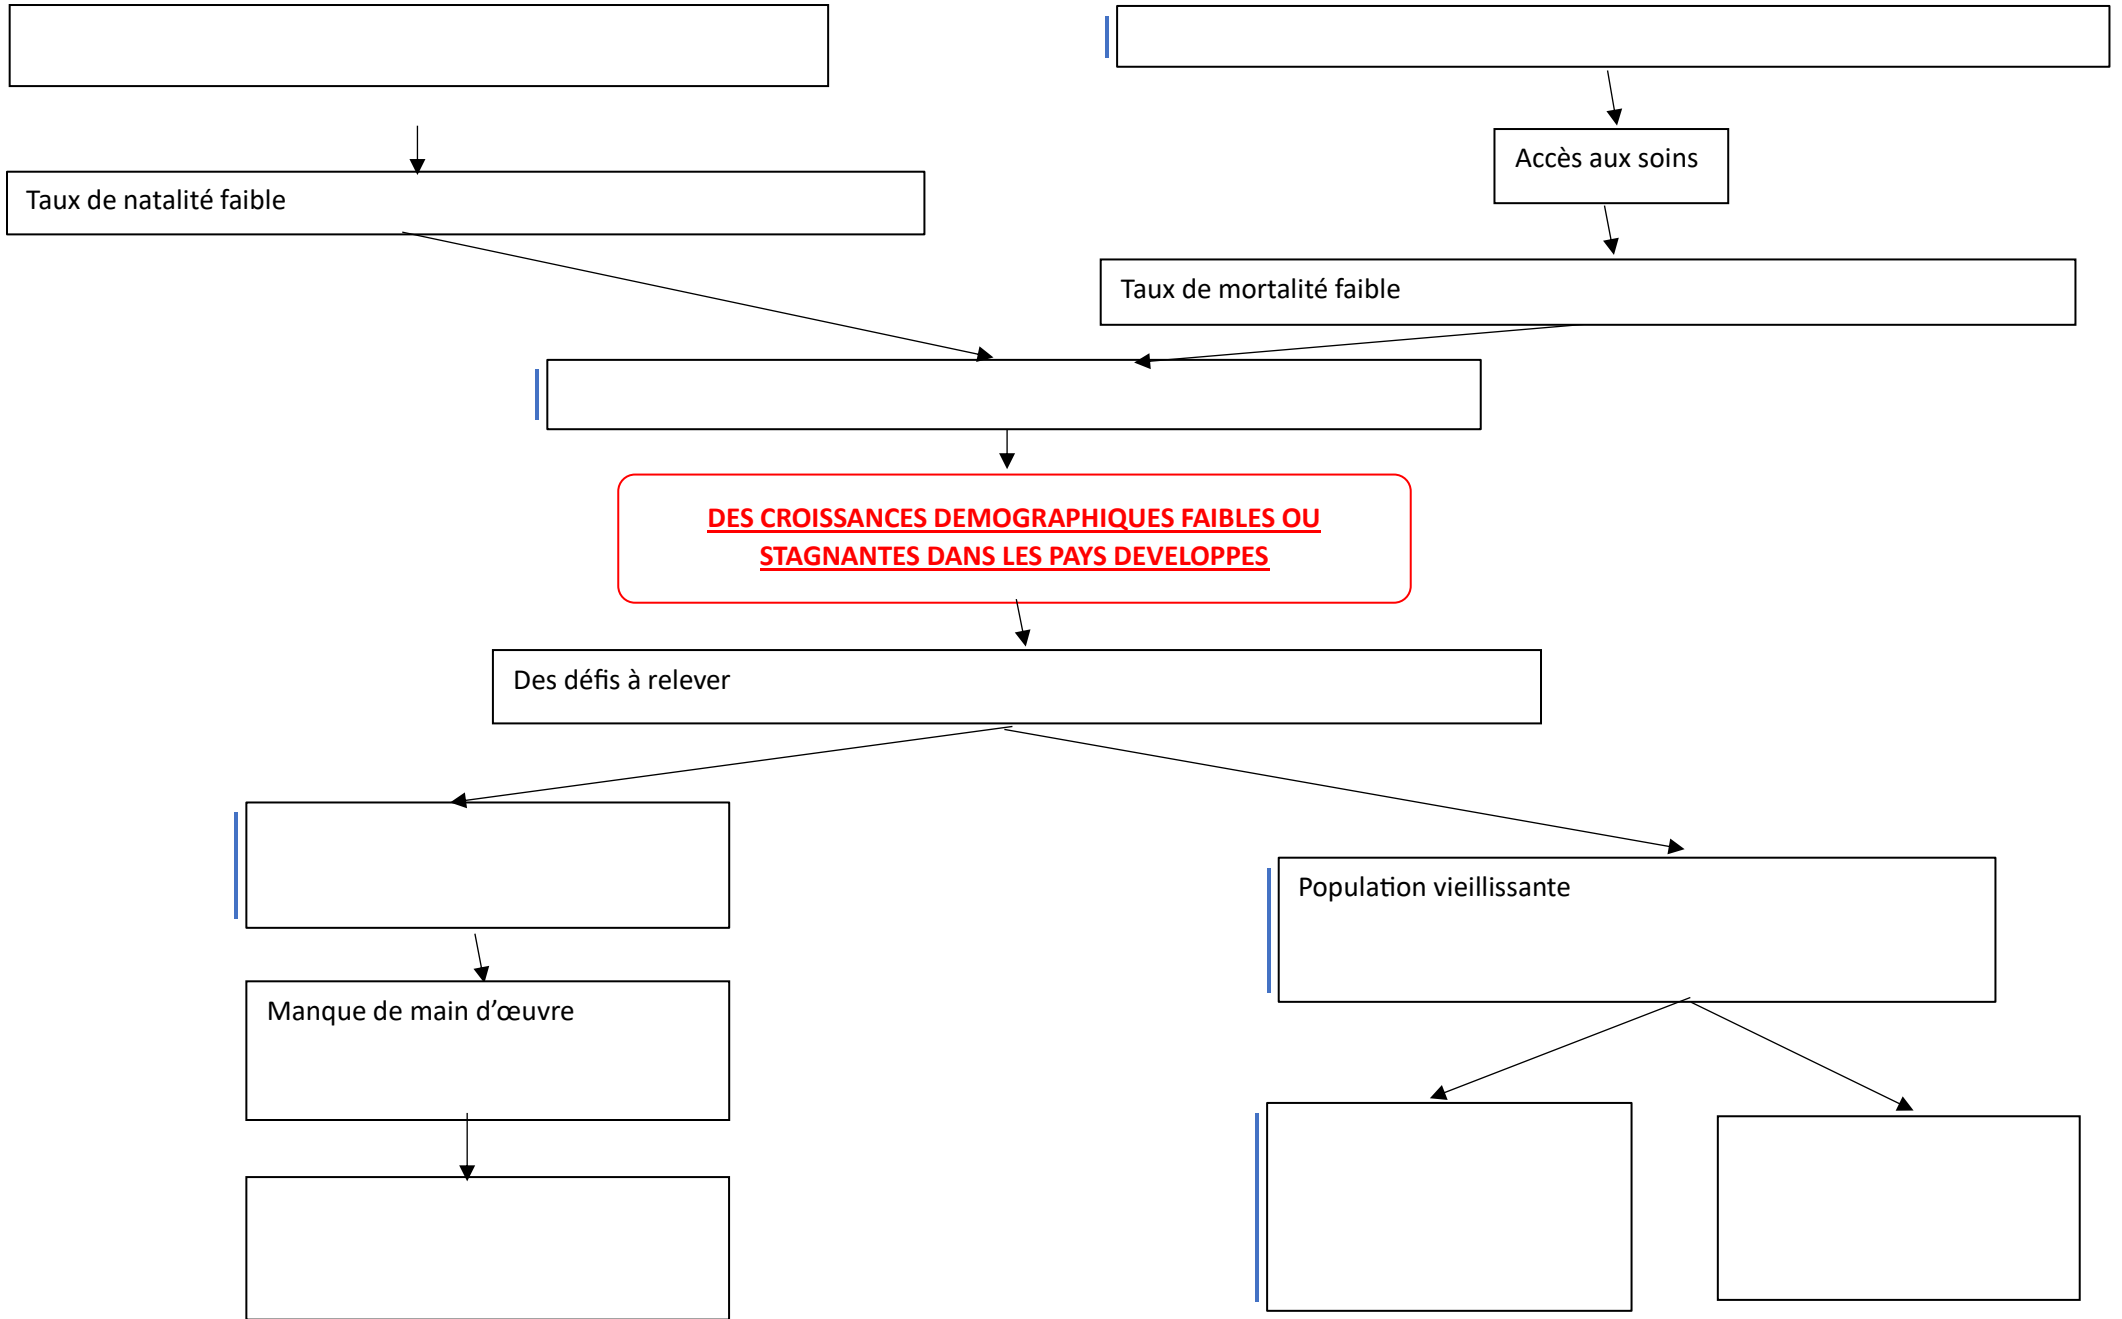 Accès aux soins
Taux de natalité faible
Taux de mortalité faible
DES CROISSANCES DEMOGRAPHIQUES FAIBLES OU
STAGNANTES DANS LES PAYS DEVELOPPES
Des défis à relever
Population vieillissante
Manque de main d’œuvre